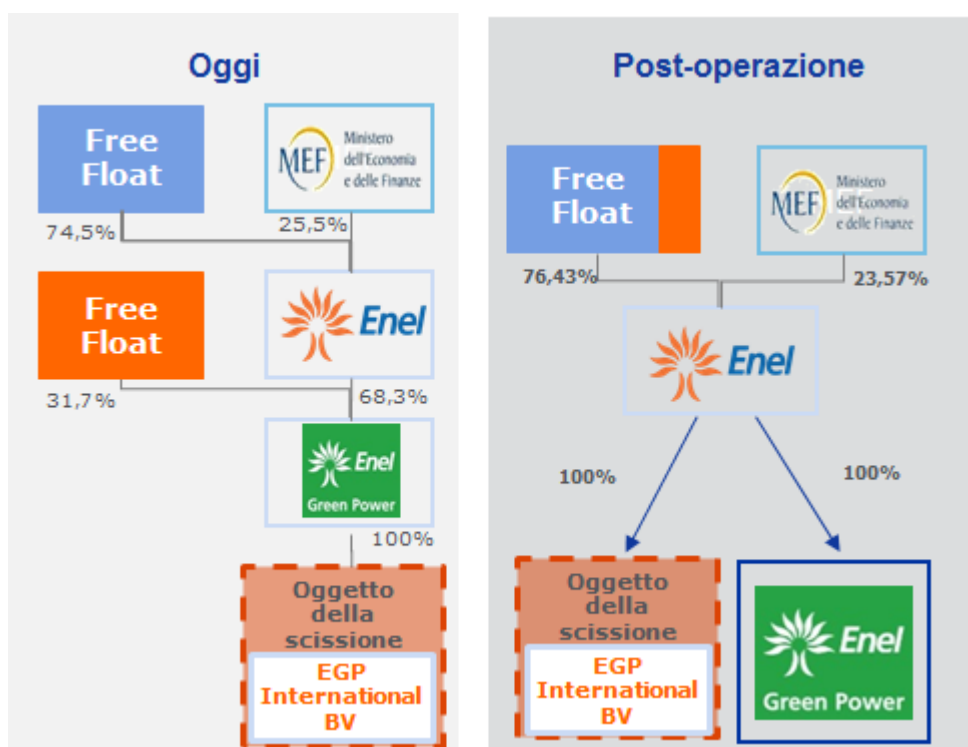 Oggi
Free
Float
MEF
Ministero
dell'Economia
e delle Finanze
74,5%
25,5%
Free
Float
Enel
31,7%
68,3%
Enel
Green Power
100%
Oggetto
della
scissione
EGP
International
BV
Post-operazione
Free
Float
MEF
Ministero
dell'Economia
e delle Finanze
76,43%
23,57%
Enel
100%
100%
Oggetto
della
scissione
EGP
International
BV
Enel
Green Power